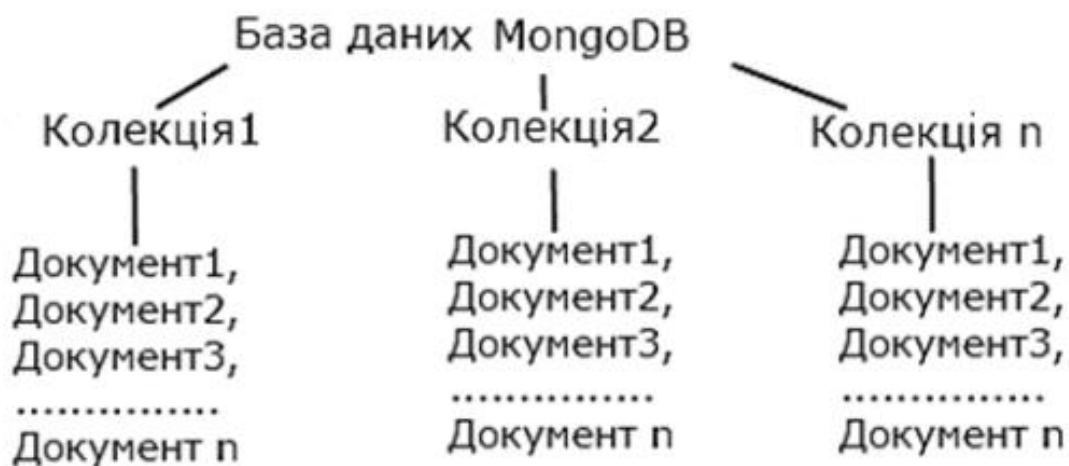 База даних MongoDB
Колекція1
Колекція2
Колекція n
Документ1,
Документ2,
Документ3,
...............
Документ n
Документ1,
Документ2,
Документ3,
...............
Документ n
Документ1,
Документ2,
Документ3,
...............
Документ n